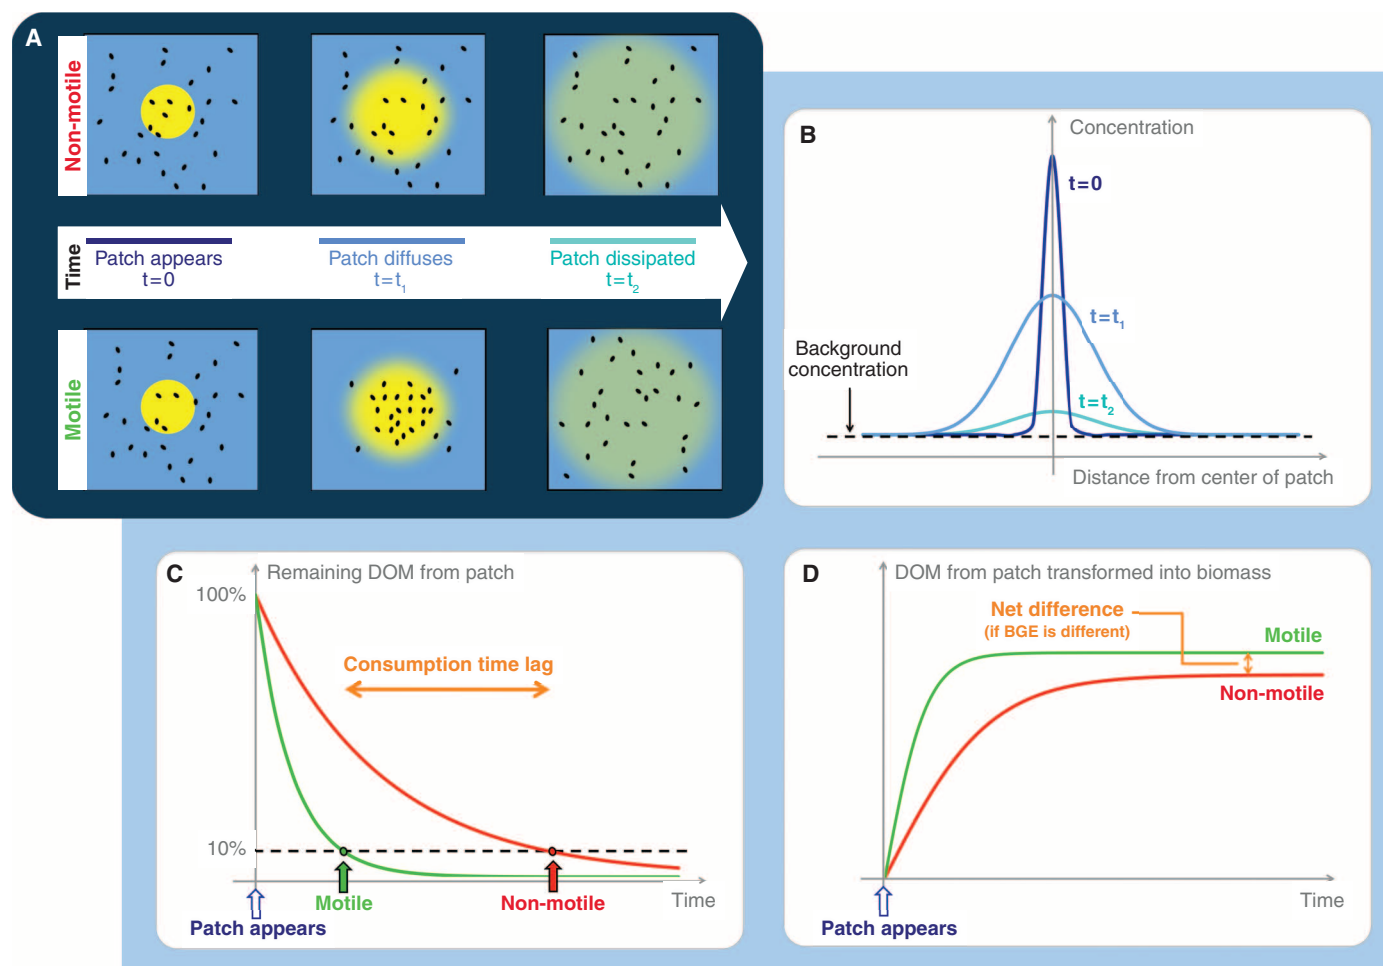 A
Non-motile
Time
Patch appears
t=0
Patch diffuses
t=t1
Patch dissipated
t=t2
Motile
B
Concentration
t=0
t=t1
t=t2
Background
concentration
Distance from center of patch
C
Remaining DOM from patch
100%
Consumption time lag
10%
Motile
Non-motile
Time
Patch appears
D
DOM from patch transformed into biomass
Net difference
(if BGE is different)
Motile
Non-motile
Time
Patch appears